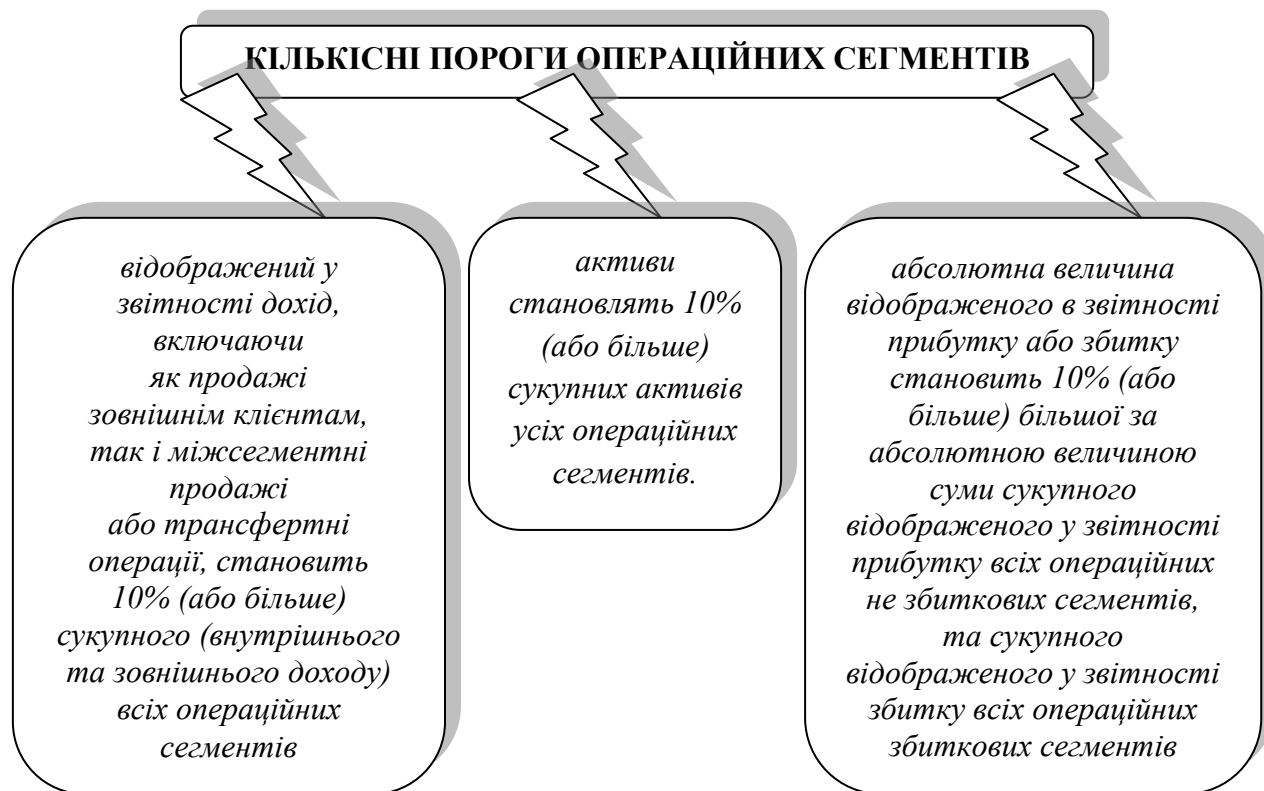 КІЛЬКІСНІ ПОРОГИ ОПЕРАЦІЙНИХ СЕГМЕНТІВ
відображений у
звітності дохід,
включаючи
як продажі
зовнішнім клієнтам,
так і міжсегментні
продажі
або трансфертні
операції, становить
10% (або більше)
сукупного (внутрішнього
та зовнішнього доходу)
всіх операційних
сегментів
активи
становлять 10%
(або більше)
сукупних активів
усіх операційних
сегментів.
абсолютна величина
відображеного в звітності
прибутку або збитку
становить 10% (або
більше) більшої за
абсолютною величиною
суми сукупного
відображеного у звітності
прибутку всіх операційних
не збиткових сегментів,
та сукупного
відображеного у звітності
збитку всіх операційних
збиткових сегментів